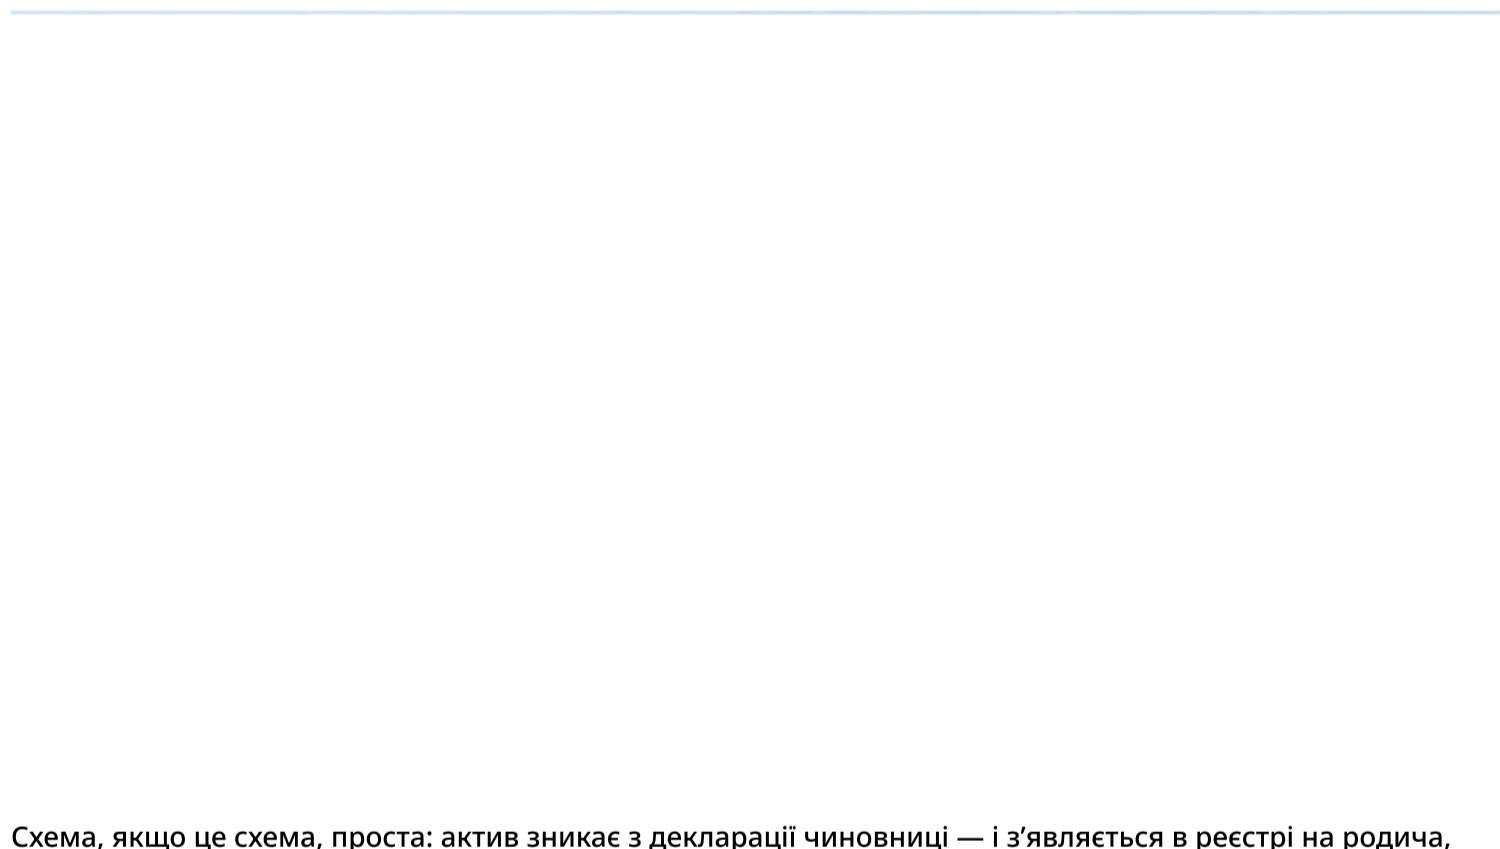 Схема, якщо це схема, проста: актив зникає з декларації чиновниці — і з’являється в реєстрі на родича,